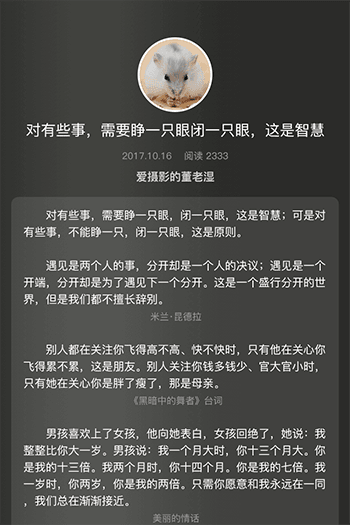 对有些事，需要睁一只眼闭一只眼，这是智慧
2017.10.16 阅读 2333
爱摄影的董老湿
对有些事，需要睁一只眼，闭一只眼，这是智慧；可是对
有些事，不能睁一只，闭一只眼，这是原则。
遇见是两个人的事，分开却是一个人的决议；遇见是一个
开端，分开却是为了遇见下一个分开。这是一个盛行分开的世
界，但是我们都不擅长辞别。
米兰·昆德拉
别人都在关注你飞得高不高、快不快时，只有他在关心你
飞得累不累，这是朋友。别人关注你钱多钱少、官大官小时，
只有她在关心你是胖了瘦了，那是母亲。
《黑暗中的舞者》台词
男孩喜欢上了女孩，他向她表白，女孩回绝了，她说：我
整整比你大一岁。男孩说：我一个月大时，你十三个月大。你
是我的十三倍。我两个月时，你十四个月。你是我的七倍。我
一岁时，你两岁，你是我的两倍。只需你愿意和我永远在一同
，我们总在渐渐接近。
美丽的情话